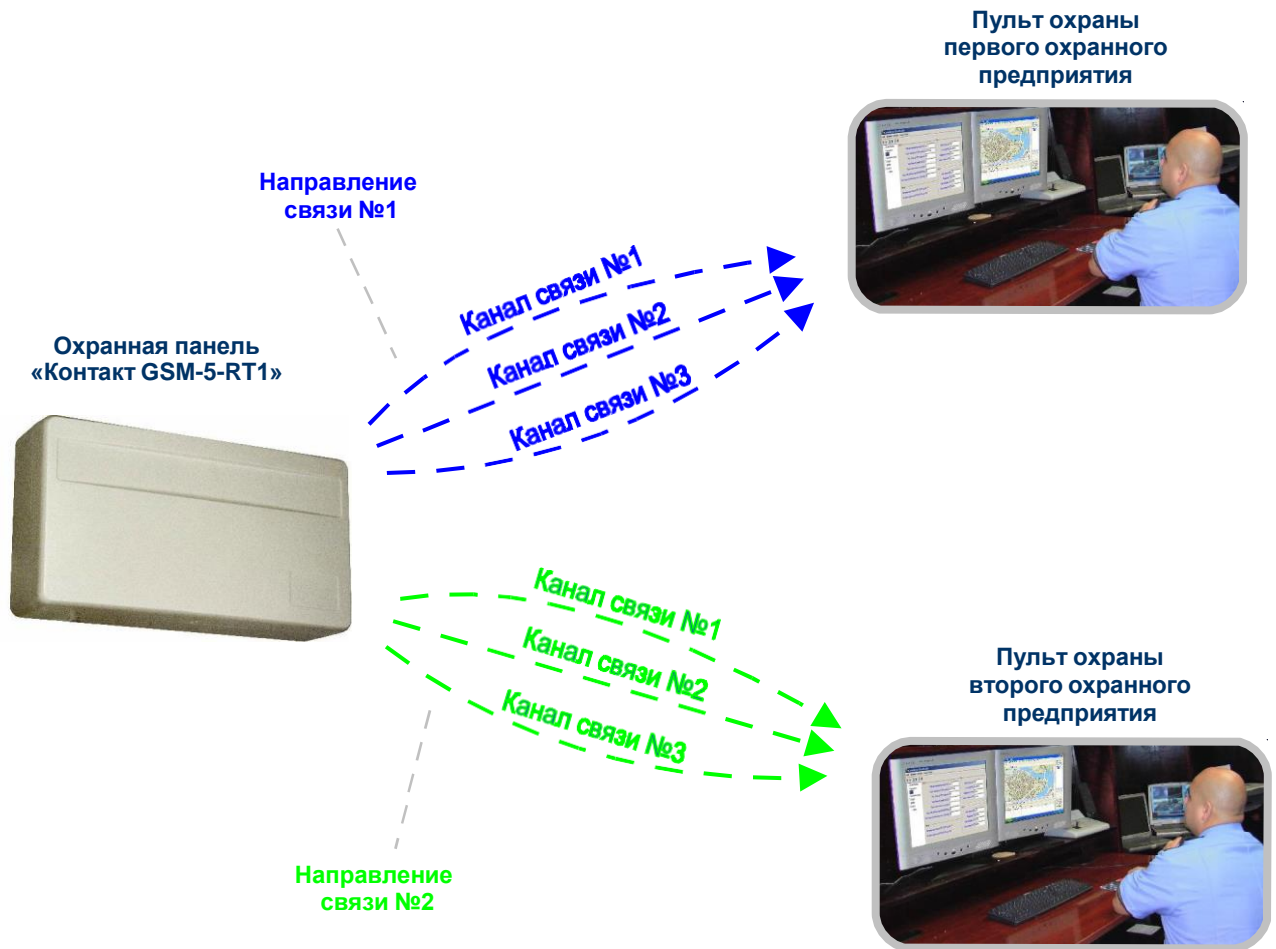 Пульт охраны
первого охранного
предприятия
Направление
связи №1
Канал связи №1
Канал связи №2
Канал связи №3
Охранная панель
«Контакт GSM-5-RT1»
Канал связи №1
Канал связи №2
Канал связи №3
Пульт охраны
второго охранного
предприятия
Направление
связи №2